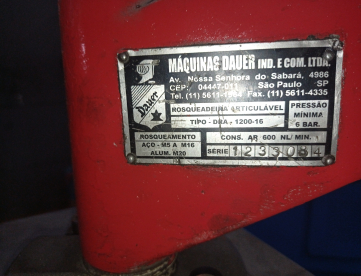 MÁQUINAS DAUER IND. E COM. LTDA.
Av. Nossa Senhora do Sabará, 4986
CEP: 04447-011 São Paulo SP
Tel. (11) 5611-1964 Fax. (11) 5611-4335
Dauer
ROSQUEADEIRA ARTICULÁVEL
TIPO - DRA - 1200-16
PRESSÃO
MÍNIMA
6 BAR.
ROSQUEAMENTO
AÇO - M5 A M16
ALUM. M20
CONS. AR 600 NL/MIN.
SÉRIE 1233084